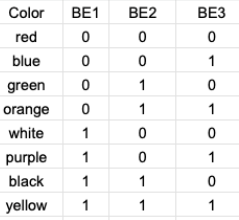 Color BE1 BE2 BE3
red 0 0 0
blue 0 0 1
green 0 1 0
orange 0 1 1
white 1 0 0
purple 1 0 1
black 1 1 0
yellow 1 1 1